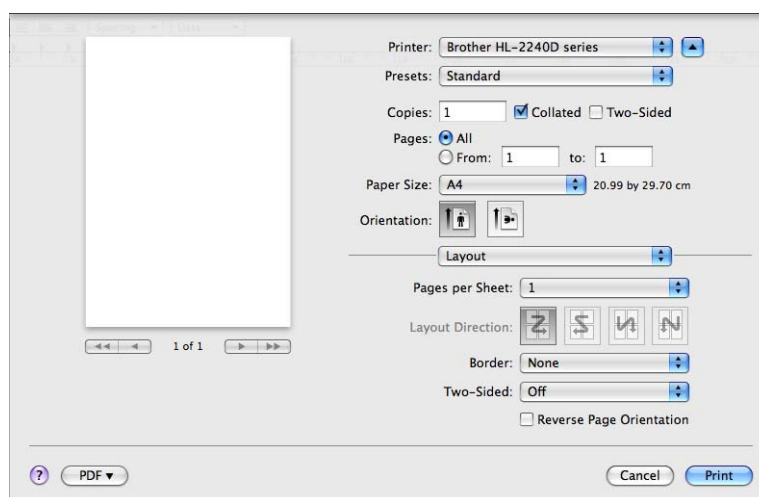 Printer: Brother HL-2240D series
Presets: Standard
Copies: 1 Collated Two-Sided
Pages: All
From: 1 to: 1
Paper Size: A4 20.99 by 29.70 cm
Orientation:
Layout
Pages per Sheet: 1
Layout Direction:
Border: None
Two-Sided: Off
Reverse Page Orientation
1 of 1
? PDF Cancel Print